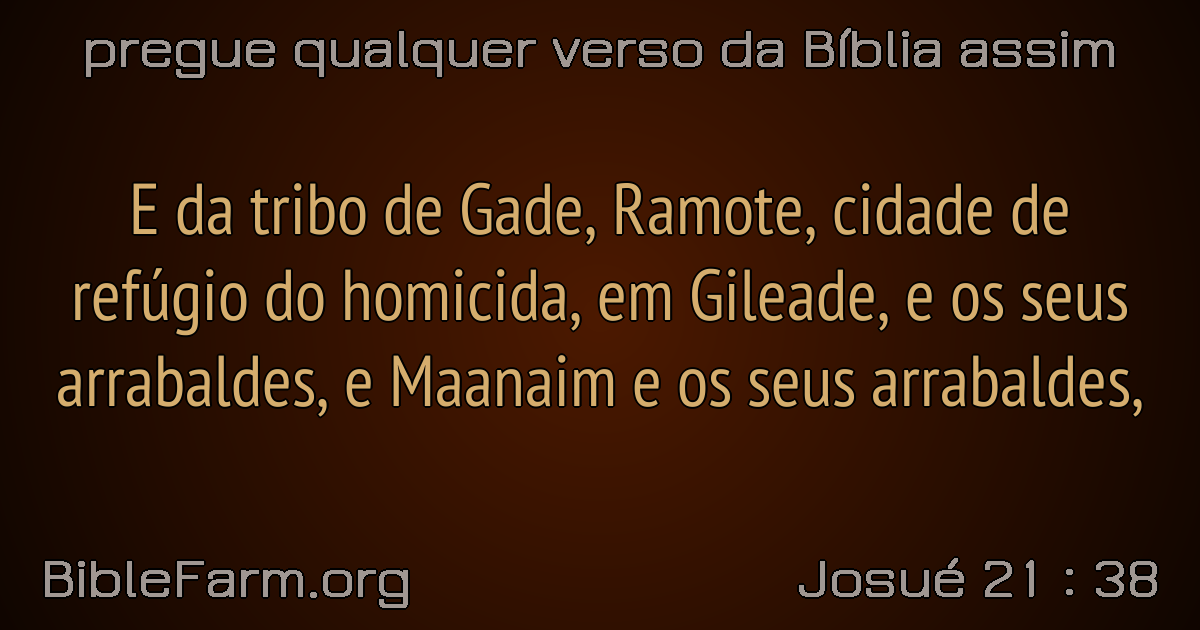 pregue qualquer verso da Bíblia assim
E da tribo de Gade, Ramote, cidade de
refúgio do homicida, em Gileade, e os seus
arrabaldes, e Maanaim e os seus arrabaldes,
BibleFarm.org
Josué 21 : 38